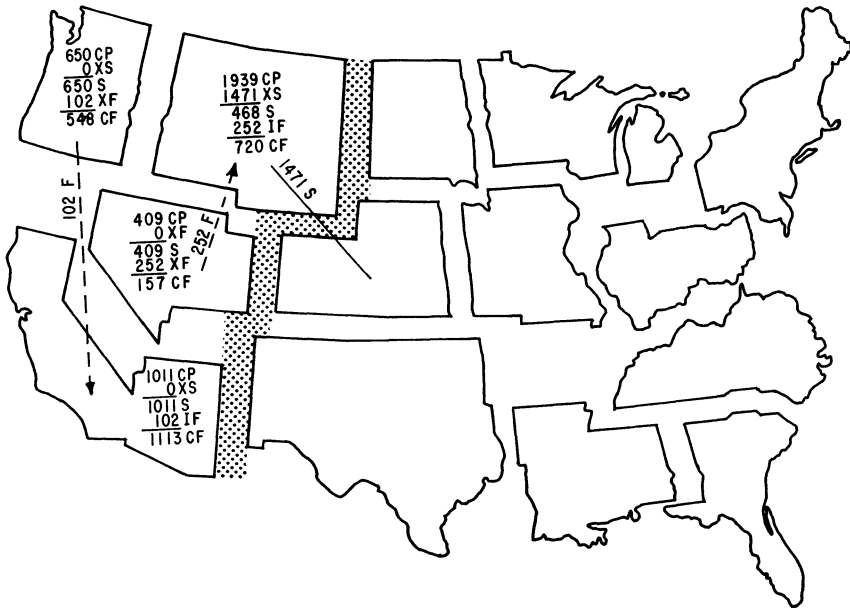 650 CP
0 XS
650 S
102 XF
548 CF
1939 CP
1471 XS
468 S
252 IF
720 CF
1471 S
102 F
409 CP
0 XF
409 S
252 XF
157 CF
252 F
1011 CP
0 XS
1011 S
102 IF
1113 CF